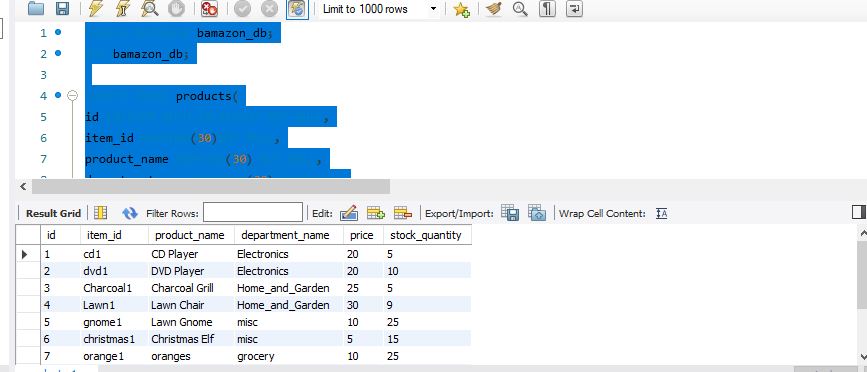 Limit to 1000 rows
1 bamazon_db;
2 bamazon_db;
3
4 products(
5 id ,
6 item_id (30) ,
7 product_name (30) ,
Result Grid Filter Rows: Edit: Export/Import: Wrap Cell Content:
id item_id product_name department_name price stock_quantity
1 cd1 CD Player Electronics 20 5
2 dvd1 DVD Player Electronics 20 10
3 Charcoal1 Charcoal Grill Home_and_Garden 25 5
4 Lawn1 Lawn Chair Home_and_Garden 30 9
5 gnome1 Lawn Gnome misc 10 25
6 christmas1 Christmas Elf misc 5 15
7 orange1 oranges grocery 10 25